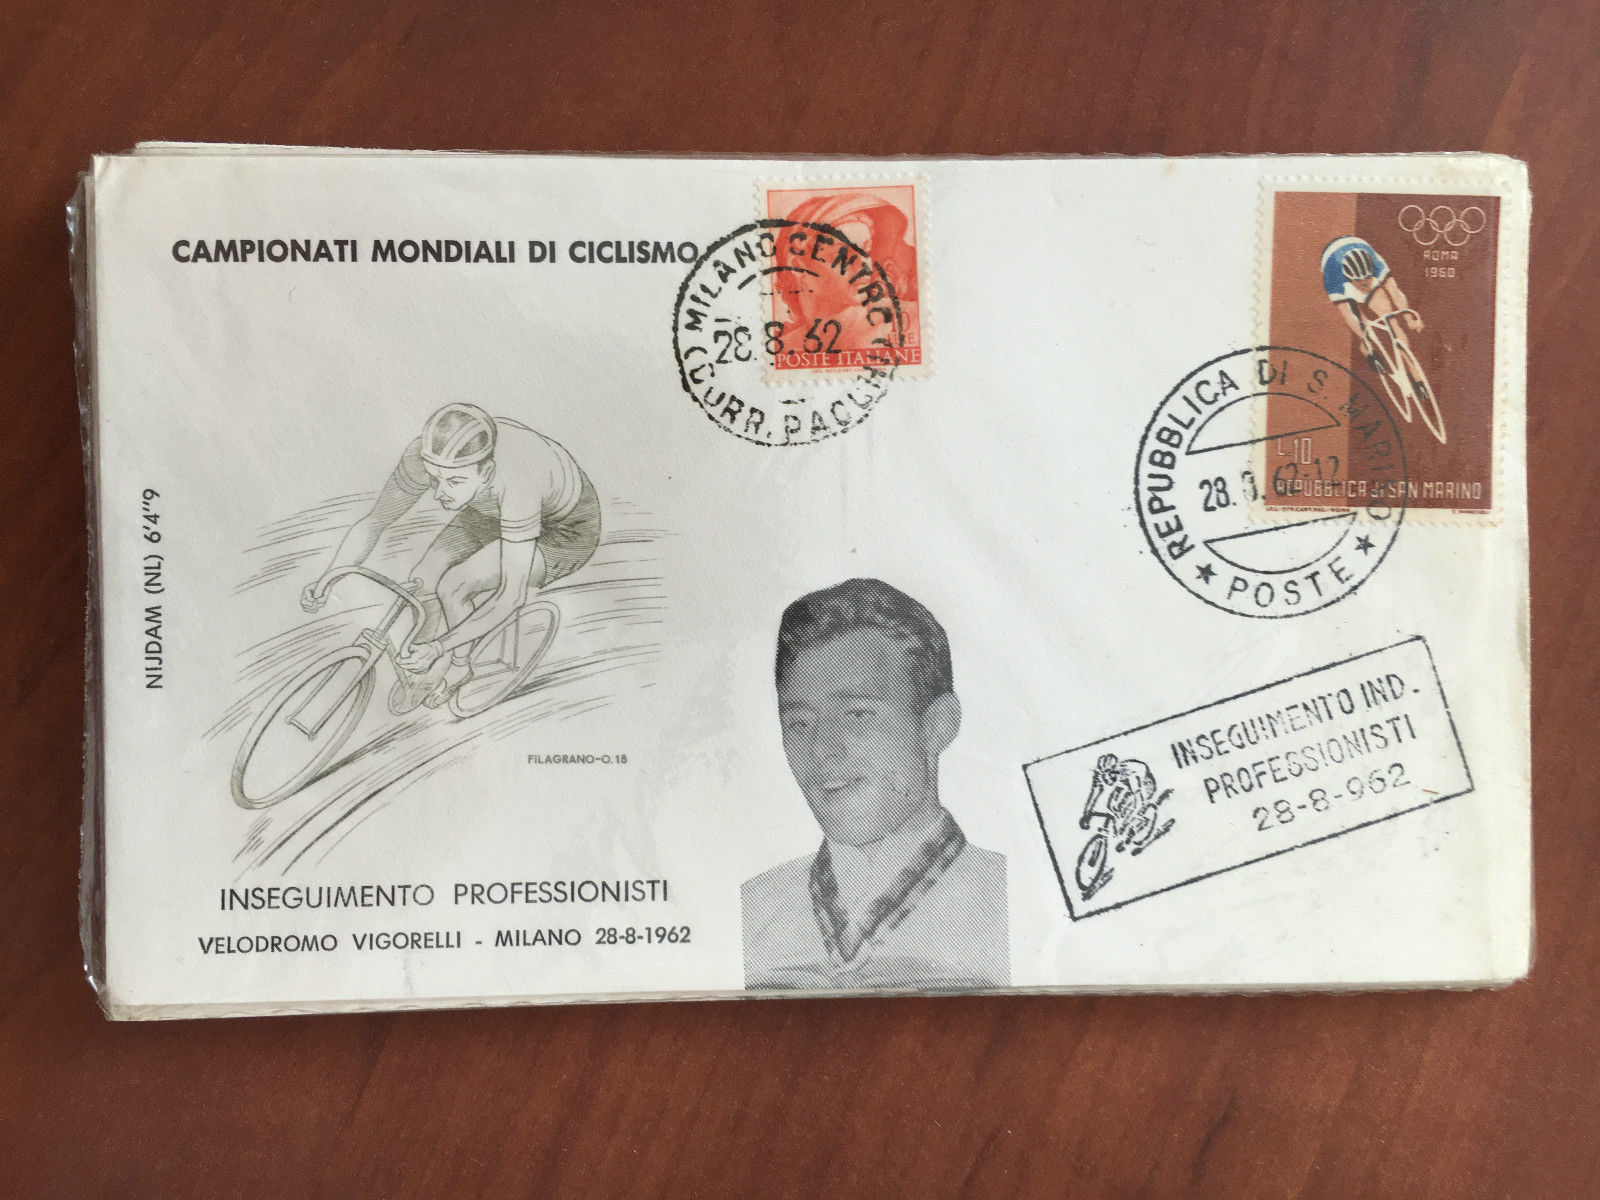 CAMPIONATI MONDIALI DI CICLISMO
MILANO CENTRO
28.8.62
(CORR. PACCHI)
POSTE ITALIANE
ROMA
1960
L.10
REPUBBLICA DI SAN MARINO
REPUBBLICA DI S. MARINO
28.8.62-12
★ POSTE ★
NIJDAM (NL) 6'4"9
FILAGRANO-O.18
INSEGUIMENTO IND.
PROFESSIONISTI
28-8-962
INSEGUIMENTO PROFESSIONISTI
VELODROMO VIGORELLI - MILANO 28-8-1962